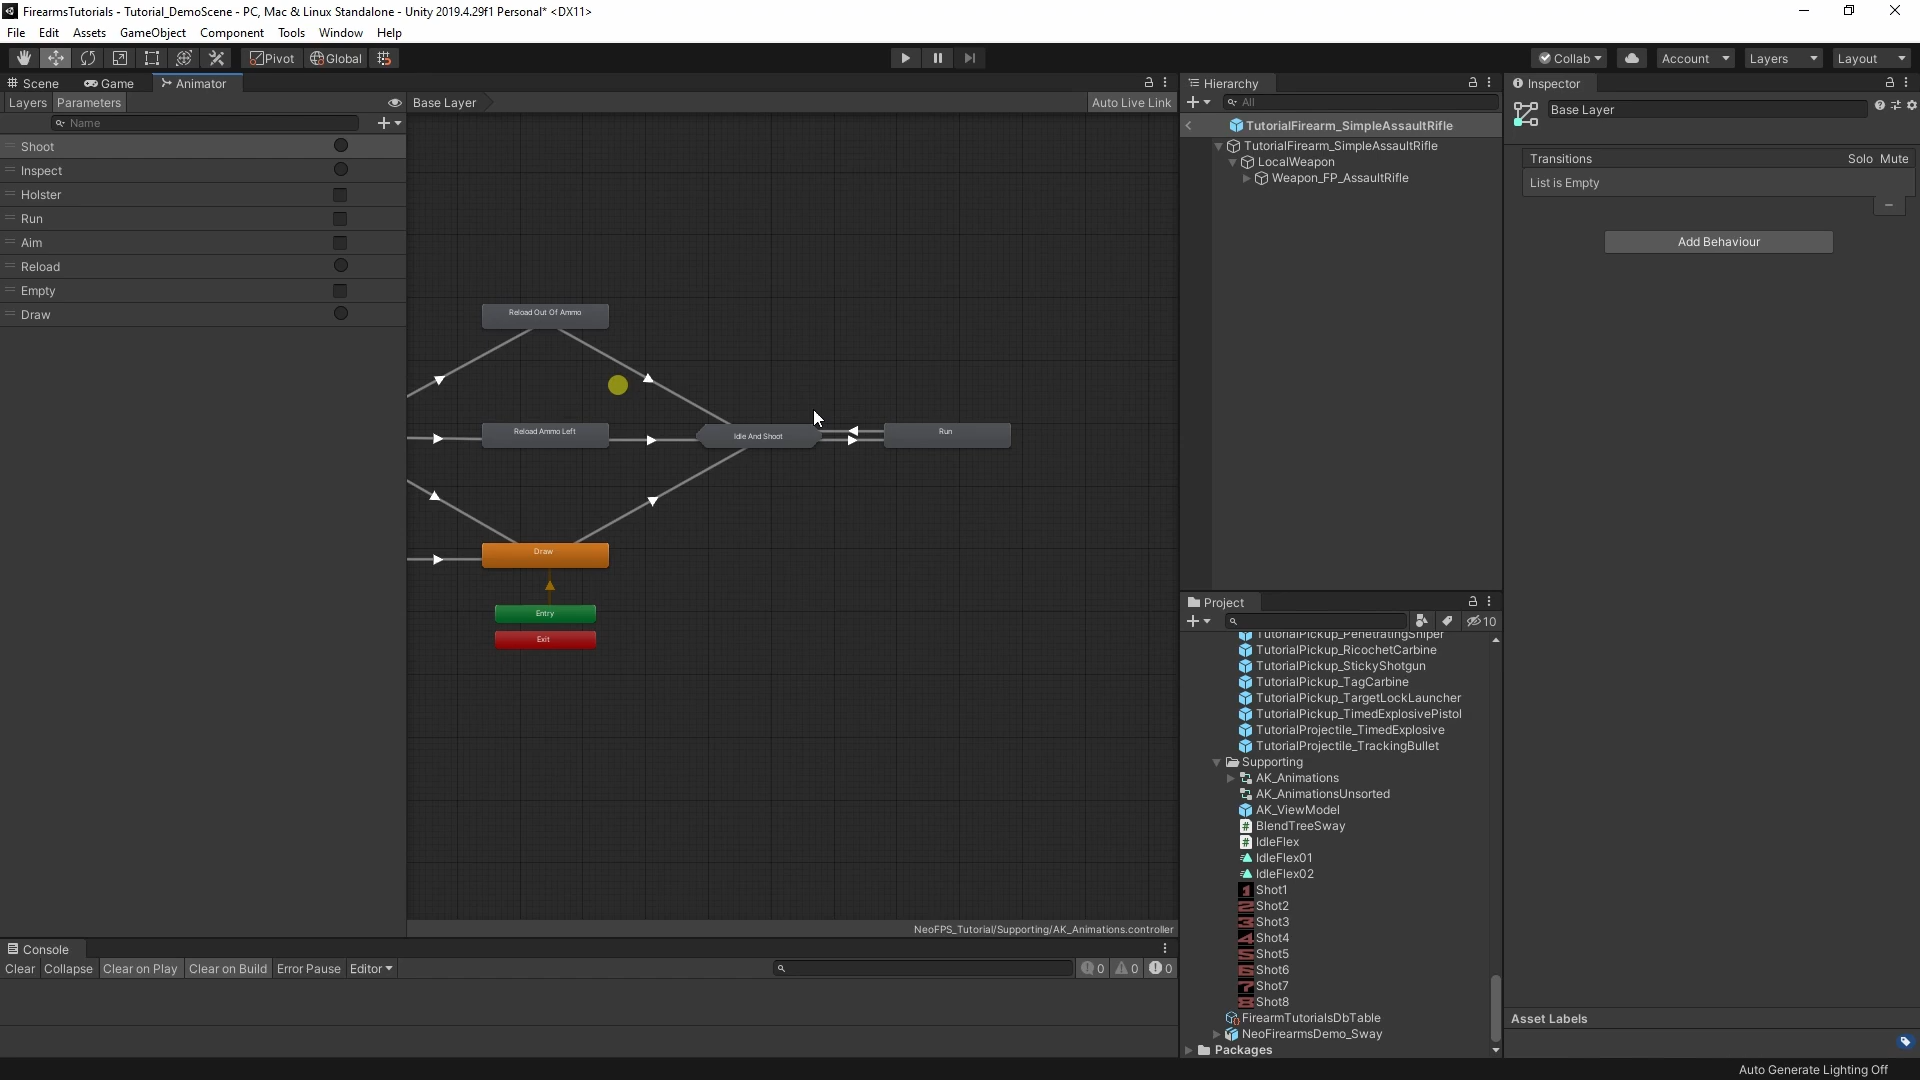 FirearmsTutorials - Tutorial_DemoScene - PC, Mac & Linux Standalone - Unity 2019.4.29f1 Personal* <DX11>
File Edit Assets GameObject Component Tools Window Help
Pivot Global Collab Account Layers Layout
Scene Game Animator
Layers Parameters Base Layer Auto Live Link
Name
Shoot
Inspect
Holster
Run
Aim
Reload
Empty
Draw
Reload Out Of Ammo
Reload Ammo Left
Idle And Shoot
Run
Draw
Entry
Exit
NeoFPS_Tutorial/Supporting/AK_Animations.controller
Console
Clear Collapse Clear on Play Clear on Build Error Pause Editor 0 0 0
Hierarchy
All
TutorialFirearm_SimpleAssaultRifle
TutorialFirearm_SimpleAssaultRifle
LocalWeapon
Weapon_FP_AssaultRifle
Project
10
TutorialPickup_PenetratingSniper
TutorialPickup_RicochetCarbine
TutorialPickup_StickyShotgun
TutorialPickup_TagCarbine
TutorialPickup_TargetLockLauncher
TutorialPickup_TimedExplosivePistol
TutorialProjectile_TimedExplosive
TutorialProjectile_TrackingBullet
Supporting
AK_Animations
AK_AnimationsUnsorted
AK_ViewModel
BlendTreeSway
IdleFlex
IdleFlex01
IdleFlex02
Shot1
Shot2
Shot3
Shot4
Shot5
Shot6
Shot7
Shot8
FirearmTutorialsDbTable
NeoFirearmsDemo_Sway
Packages
Inspector
Base Layer
Transitions Solo Mute
List is Empty
Add Behaviour
Asset Labels
Auto Generate Lighting Off